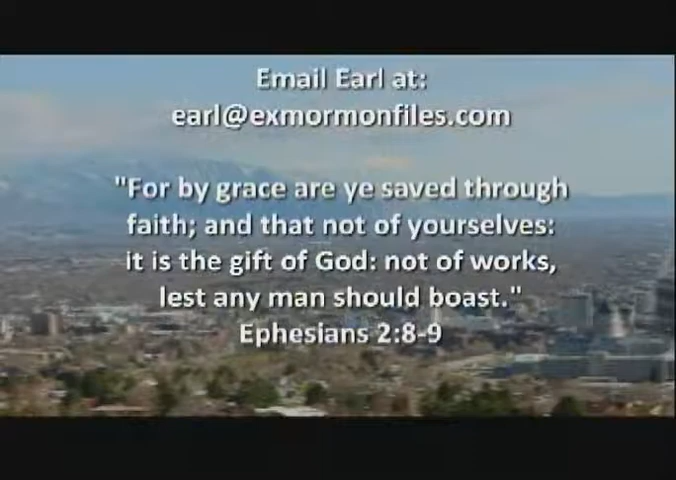 Email Earl at:
earl@exmormonfiles.com
"For by grace are ye saved through
faith; and that not of yourselves:
it is the gift of God: not of works,
lest any man should boast."
Ephesians 2:8-9